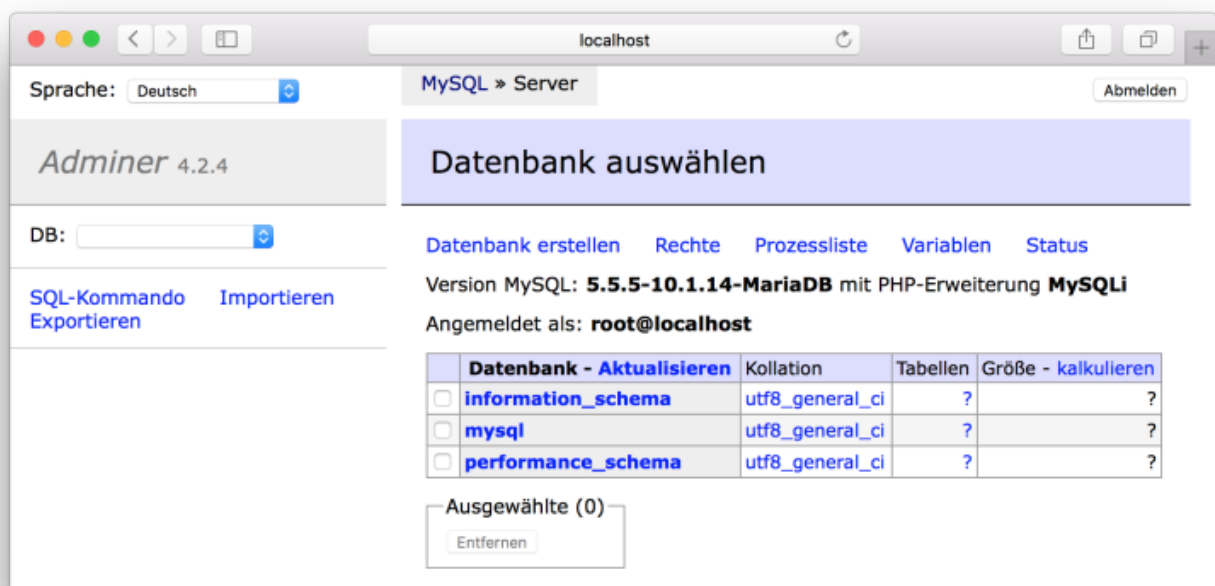 localhost
Sprache: Deutsch
MySQL » Server
Abmelden
Adminer 4.2.4
Datenbank auswählen
DB:
Datenbank erstellen Rechte Prozessliste Variablen Status
SQL-Kommando Importieren
Exportieren
Version MySQL: 5.5.5-10.1.14-MariaDB mit PHP-Erweiterung MySQLi
Angemeldet als: root@localhost
Datenbank - Aktualisieren Kollation Tabellen Größe - kalkulieren
information_schema utf8_general_ci ? ?
mysql utf8_general_ci ? ?
performance_schema utf8_general_ci ? ?
Ausgewählte (0)
Entfernen